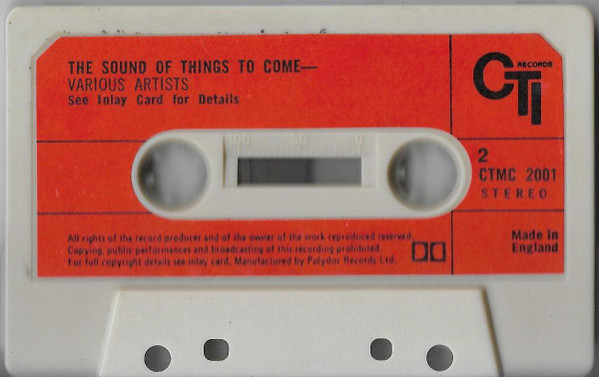 THE SOUND OF THINGS TO COME—
VARIOUS ARTISTS
See Inlay Card for Details
CTI RECORDS
100 50 0
2
CTMC 2001
STEREO
All rights of the record producer and of the owner of the work reproduced reserved.
Copying, public performances and broadcasting of this recording prohibited.
For full copyright details see inlay card. Manufactured by Polydor Records Ltd.
Made in
England